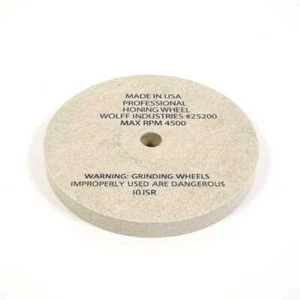 MADE IN USA
PROFESSIONAL
HONING WHEEL
WOLFF INDUSTRIES #25200
MAX RPM 4500
WARNING: GRINDING WHEELS
IMPROPERLY USED ARE DANGEROUS